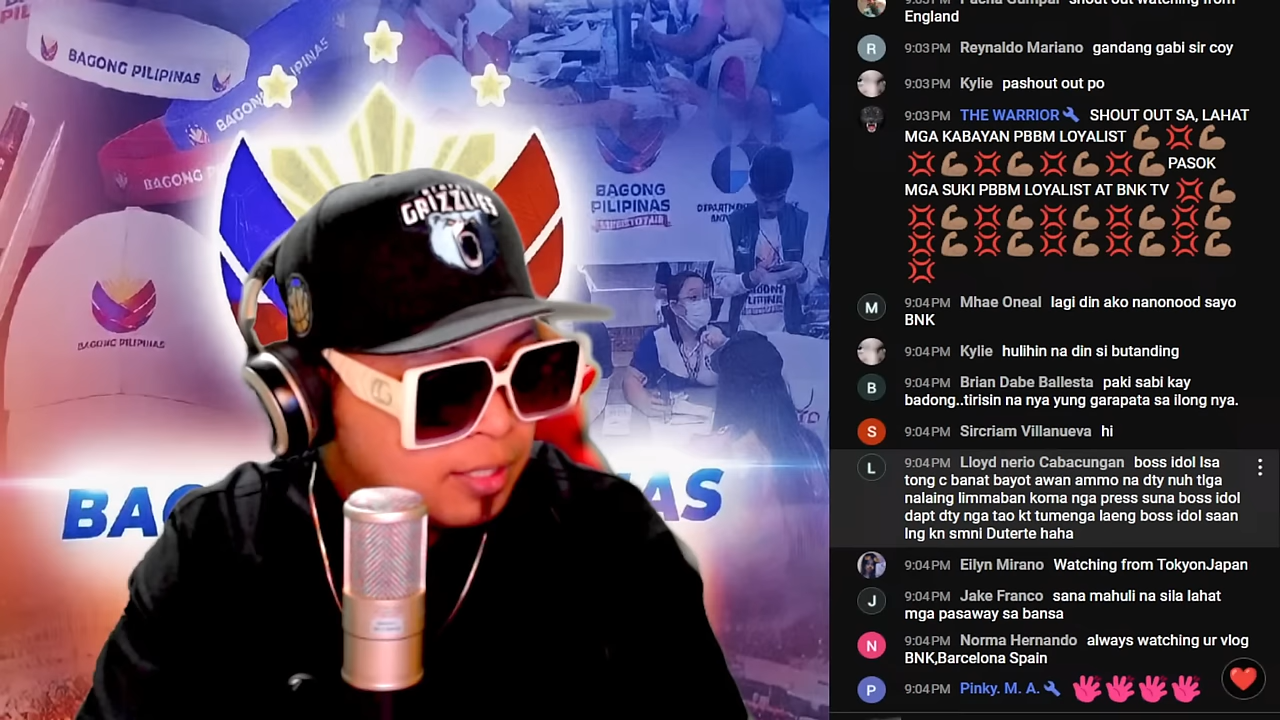 BAGONG PILIPINAS
BAGONG PILIPINAS
BAGONG
BAGONG PILIPINAS
BAGONG
PILIPINAS
GRIZZLIES
BAG
AS
England
9:03 PM Reynaldo Mariano gandang gabi sir coy
9:03 PM Kylie pashout out po
9:03 PM THE WARRIOR SHOUT OUT SA, LAHAT
MGA KABAYAN PBBM LOYALIST 💪🏽 💢 💪🏽
💢 💪🏽 💢 💪🏽 💢 💪🏽 💢 💪🏽 PASOK
MGA SUKI PBBM LOYALIST AT BNK TV 💢 💪🏽
💢 💪🏽 💢 💪🏽 💢 💪🏽 💢 💪🏽 💢 💪🏽
💢 💪🏽 💢 💪🏽 💢 💪🏽 💢 💪🏽 💢 💪🏽
💢
M 9:04 PM Mhae Oneal lagi din ako nanonood sayo
BNK
9:04 PM Kylie hulihin na din si butanding
B 9:04 PM Brian Dabe Ballesta paki sabi kay
badong..tirisin na nya yung garapata sa ilong nya.
S 9:04 PM Sircriam Villanueva hi
L 9:04 PM Lloyd nerio Cabacungan boss idol Isa
tong c banat bayot awan ammo na dty nuh tIga
nalaing limmaban koma nga press suna boss idol
dapt dty nga tao kt tumenga laeng boss idol saan
Ing kn smni Duterte haha
9:04 PM Eilyn Mirano Watching from TokyonJapan
J 9:04 PM Jake Franco sana mahuli na sila lahat
mga pasaway sa bansa
N 9:04 PM Norma Hernando always watching ur vlog
BNK,Barcelona Spain
P 9:04 PM Pinky. M. A.